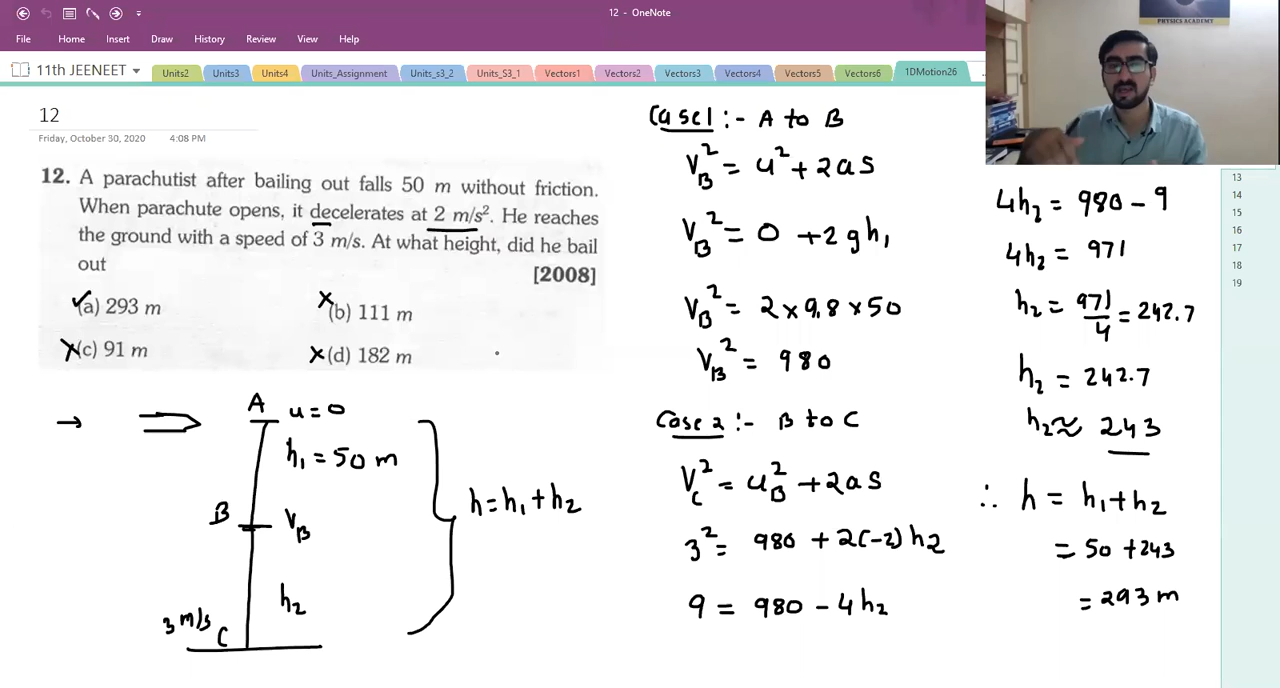 12 - OneNote
File Home Insert Draw History Review View Help
11th JEENEET
Units2 Units3 Units4 Units_Assignment Units_s3_2 Units_S3_1 Vectors1 Vectors2 Vectors3 Vectors4 Vectors5 Vectors6 1DMotion26
PHYSICS ACADEMY
12
Friday, October 30, 2020 4:08 PM
12. A parachutist after bailing out falls 50 m without friction.
When parachute opens, it decelerates at 2 m/s². He reaches
the ground with a speed of 3 m/s. At what height, did he bail
out
[2008]
(a) 293 m (b) 111 m
(c) 91 m (d) 182 m
A u = 0
h₁ = 50 m
B V_B
h₂
3 m/s C
h = h₁ + h₂
Case 1 :- A to B
V_B² = u² + 2as
V_B² = 0 + 2gh₁
V_B² = 2 × 9.8 × 50
V_B² = 980
Case 2 :- B to C
V_C² = u_B² + 2as
3² = 980 + 2(-2)h₂
9 = 980 - 4h₂
4h₂ = 980 - 9
4h₂ = 971
h₂ = 971/4 = 242.7
h₂ = 242.7
h₂ ≈ 243
∴ h = h₁ + h₂
= 50 + 243
= 293 m
13
14
15
16
17
18
19